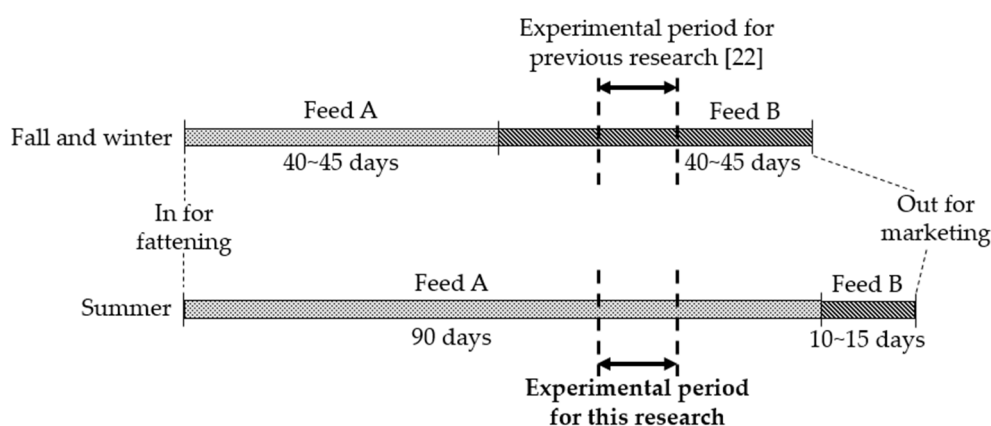 Experimental period for
previous research [22]
Feed A
Feed B
Fall and winter
40~45 days
40~45 days
In for
fattening
Out for
marketing
Feed A
Feed B
Summer
90 days
10~15 days
Experimental period
for this research